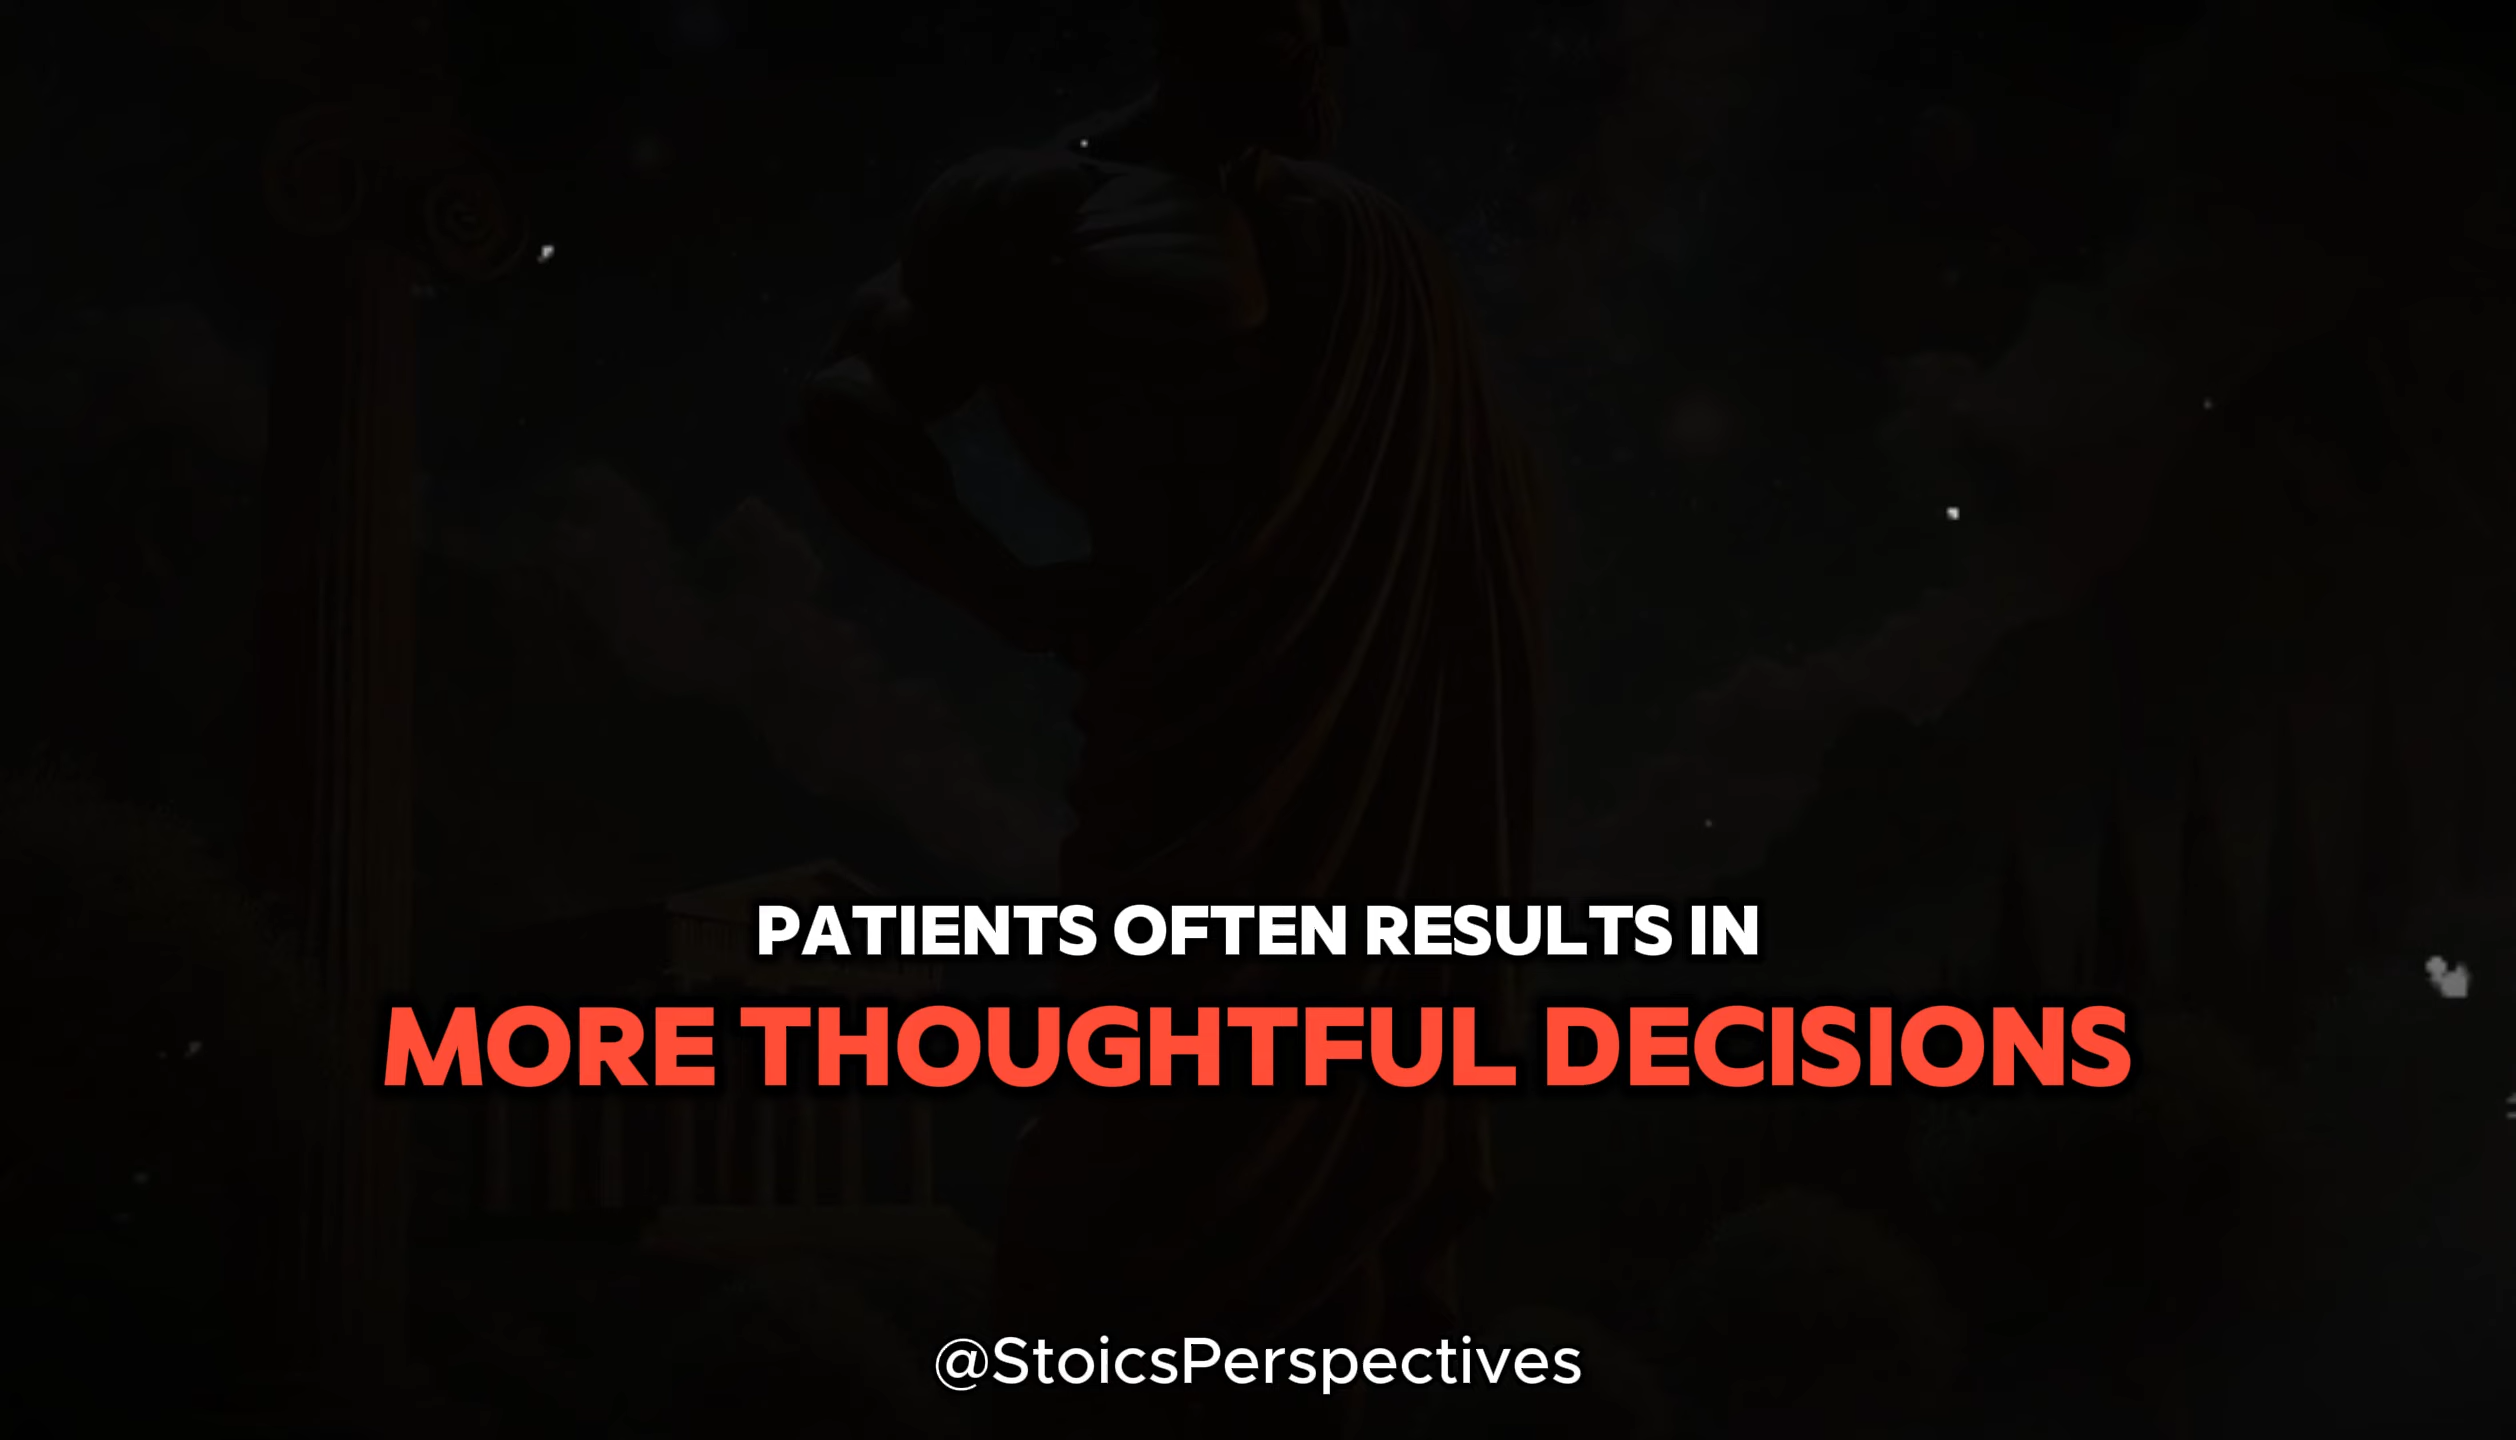 PATIENTS OFTEN RESULTS IN
MORE THOUGHTFUL DECISIONS
@StoicsPerspectives